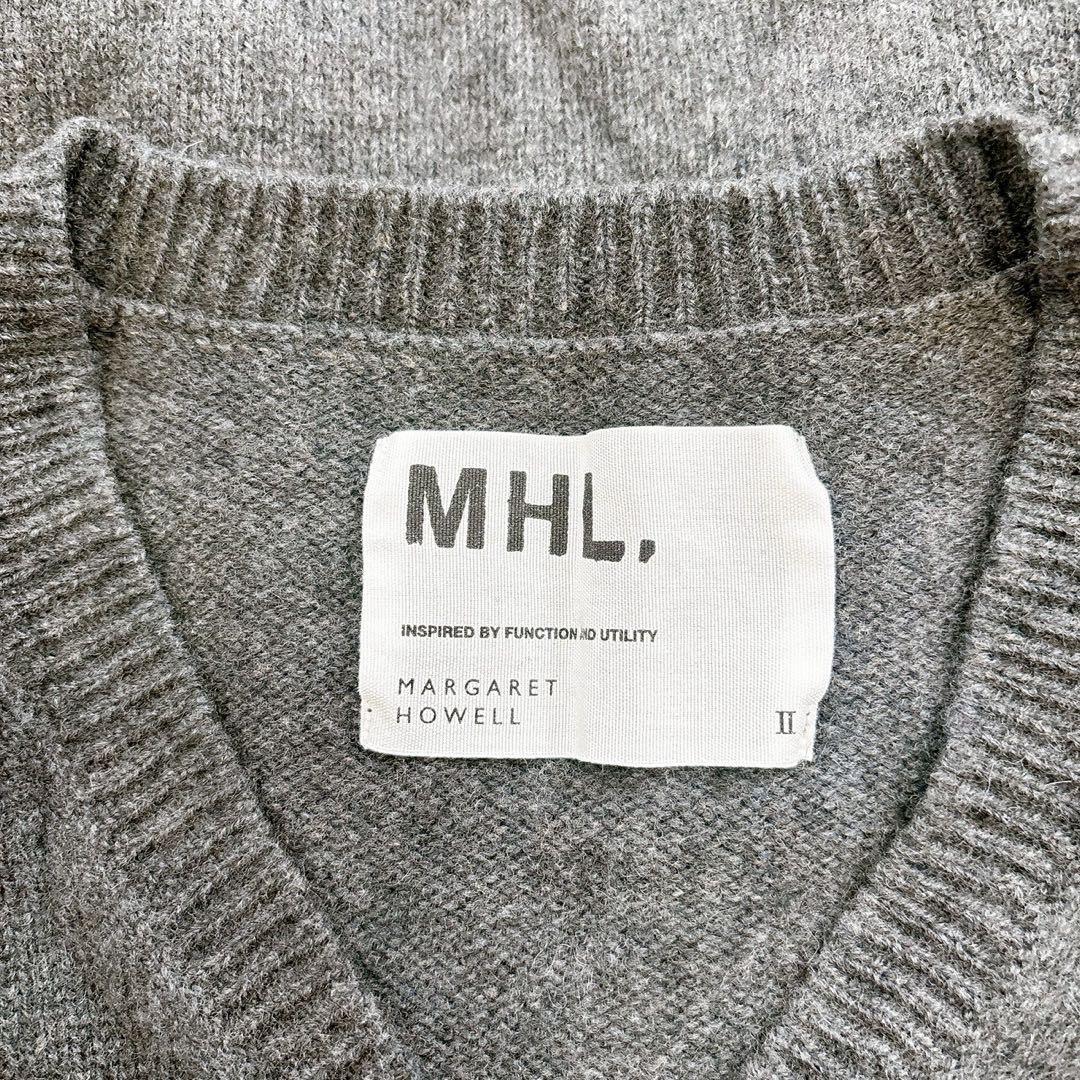 MHL.
INSPIRED BY FUNCTION AND UTILITY
MARGARET
HOWELL
II